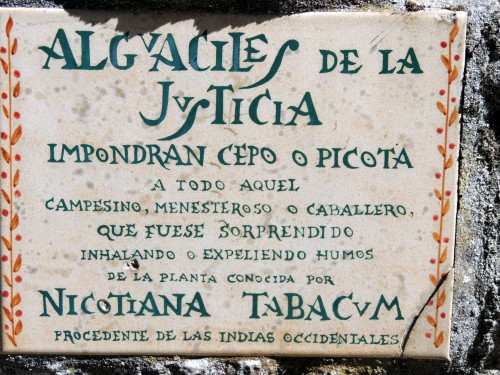 ALGVACILES DE LA
JVSTICIA
IMPONDRAN CEPO O PICOTA
A TODO AQUEL
CAMPESINO, MENESTEROSO O CABALLERO,
QUE FUESE SORPRENDIDO
INHALANDO O EXPELIENDO HUMOS
DE LA PLANTA CONOCIDA POR
NICOTIANA TABACVM
PROCEDENTE DE LAS INDIAS OCCIDENTALES